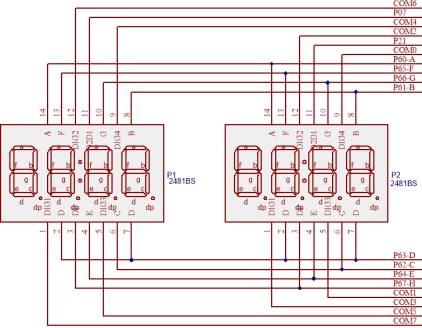 COM6
P07
COM4
COM2
P21
COM0
P60-A
P65-F
P66-G
P61-B
14 13 12 11 10 9 8
14 13 12 11 10 9 8
A F DIG2 2D1 G DIG4 B
A F DIG2 2D1 G DIG4 B
P1
2481BS
P2
2481BS
a f b g e c d dp
a f b g e c d dp
DIG1 D D E DIG3 C D
DIG1 D D E DIG3 C D
1 2 3 4 5 6 7
1 2 3 4 5 6 7
P63-D
P62-C
P64-E
P67-H
COM1
COM3
COM5
COM7